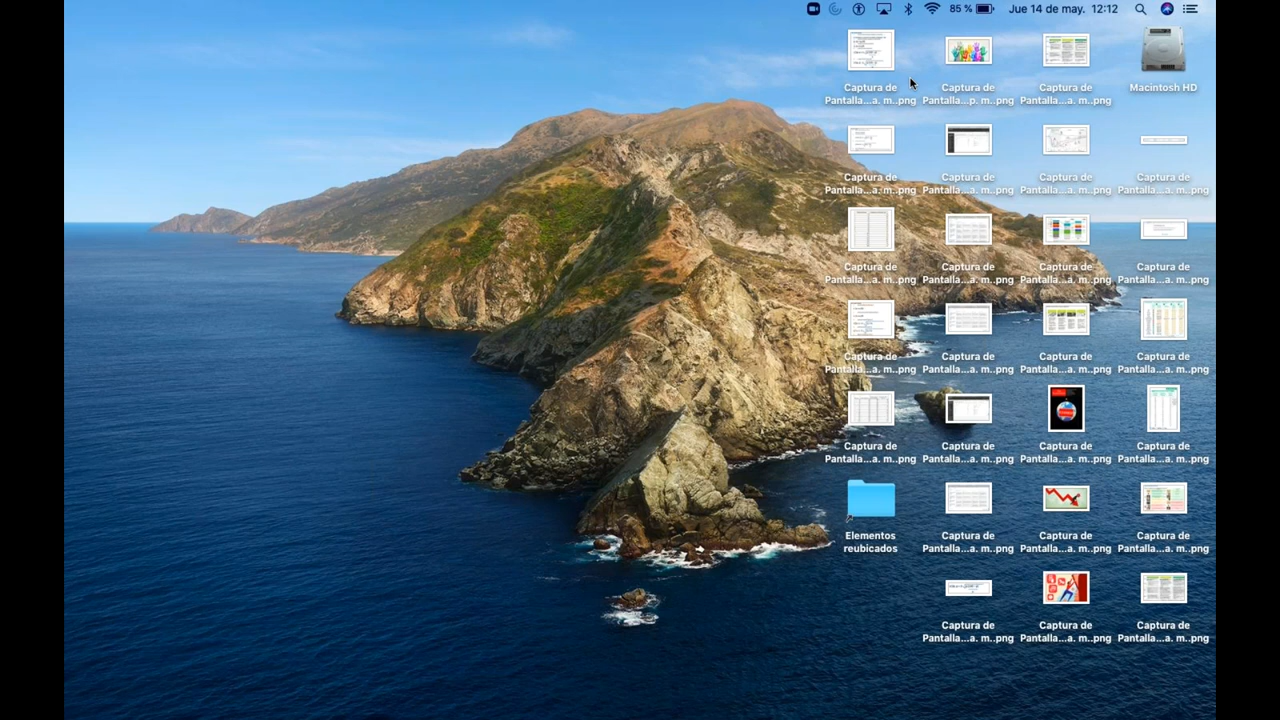 85 % Jue 14 de may. 12:12
Captura de
Pantalla...a. m..png
Captura de
Pantalla...p. m..png
Captura de
Pantalla...a. m..png
Macintosh HD
Captura de
Pantalla...a. m..png
Captura de
Pantalla...a. m..png
Captura de
Pantalla...a. m..png
Captura de
Pantalla...a. m..png
Captura de
Pantalla...a. m..png
Captura de
Pantalla...a. m..png
Captura de
Pantalla...a. m..png
Captura de
Pantalla...a. m..png
Captura de
Pantalla...a. m..png
Captura de
Pantalla...a. m..png
Captura de
Pantalla...a. m..png
Captura de
Pantalla...a. m..png
Captura de
Pantalla...a. m..png
Captura de
Pantalla...a. m..png
Captura de
Pantalla...a. m..png
Captura de
Pantalla...a. m..png
Elementos
reubicados
Captura de
Pantalla...a. m..png
Captura de
Pantalla...a. m..png
Captura de
Pantalla...a. m..png
Captura de
Pantalla...a. m..png
Captura de
Pantalla...a. m..png
Captura de
Pantalla...a. m..png